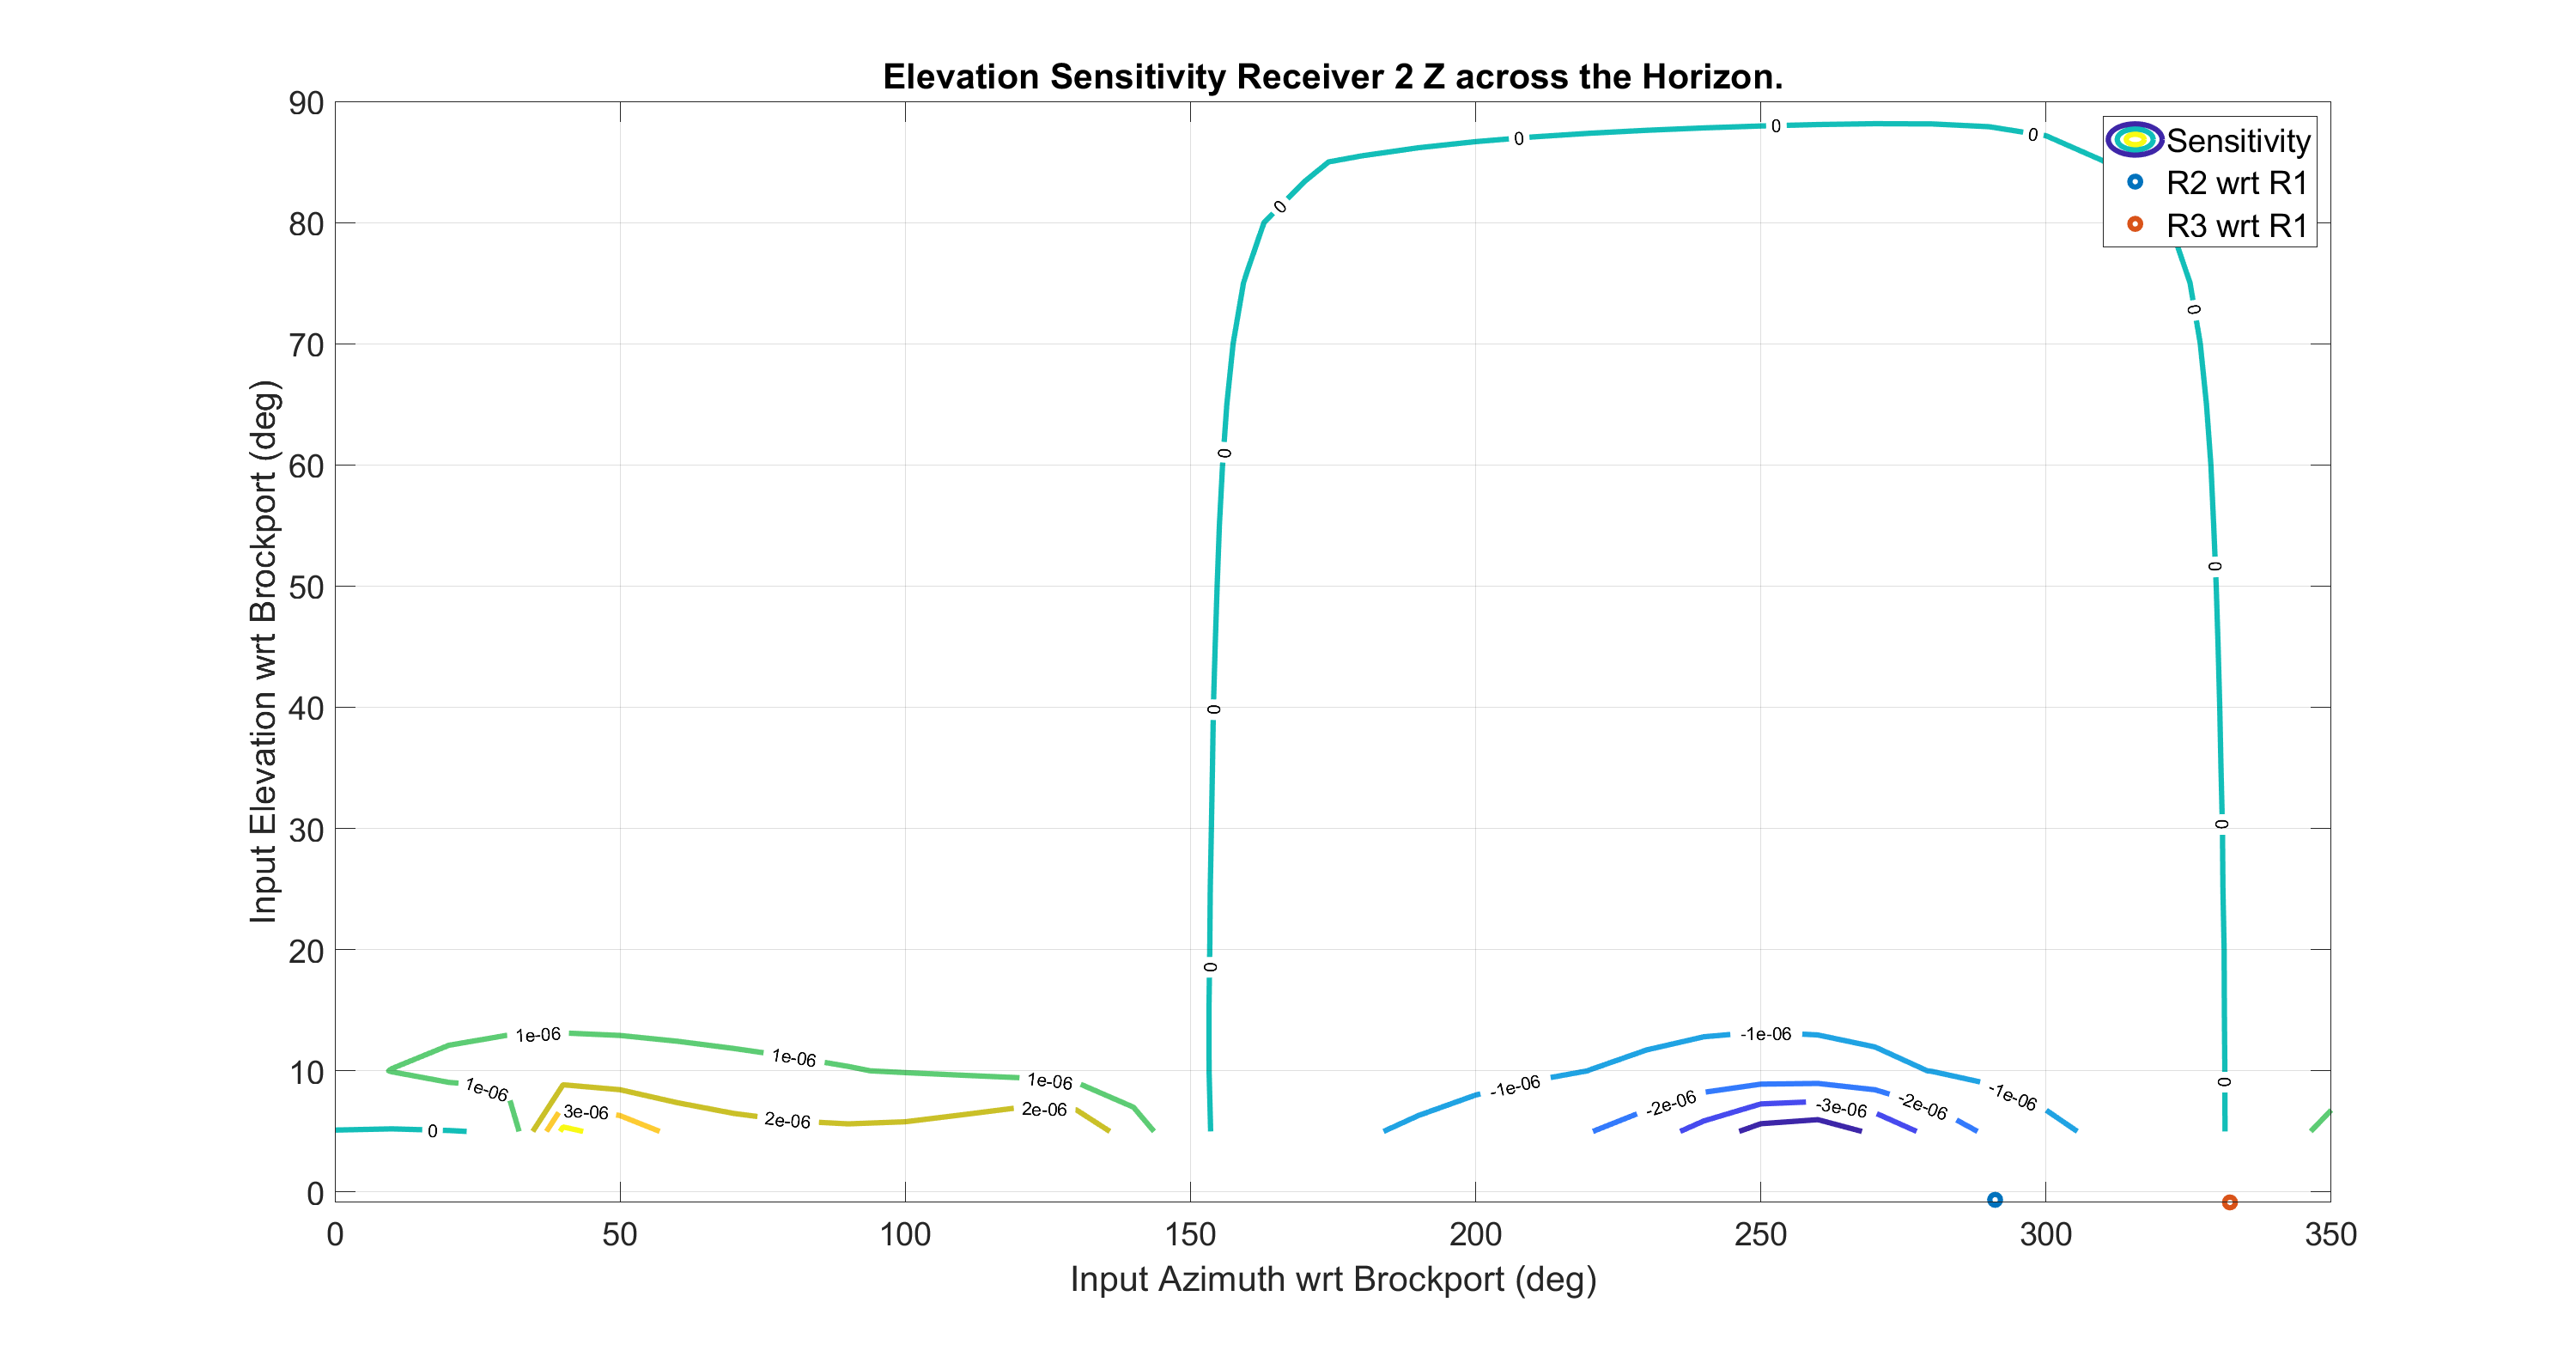 Elevation Sensitivity Receiver 2 Z across the Horizon.
Sensitivity
R2 wrt R1
R3 wrt R1
Input Elevation wrt Brockport (deg)
90
80
70
60
50
40
30
20
10
0
0 0 0
0
0
0
0
0
0
0
0
0
0
1e-06
1e-06
1e-06
1e-06
2e-06
2e-06
3e-06
-1e-06
-1e-06
-1e-06
-2e-06
-2e-06
-3e-06
0 50 100 150 200 250 300 350
Input Azimuth wrt Brockport (deg)